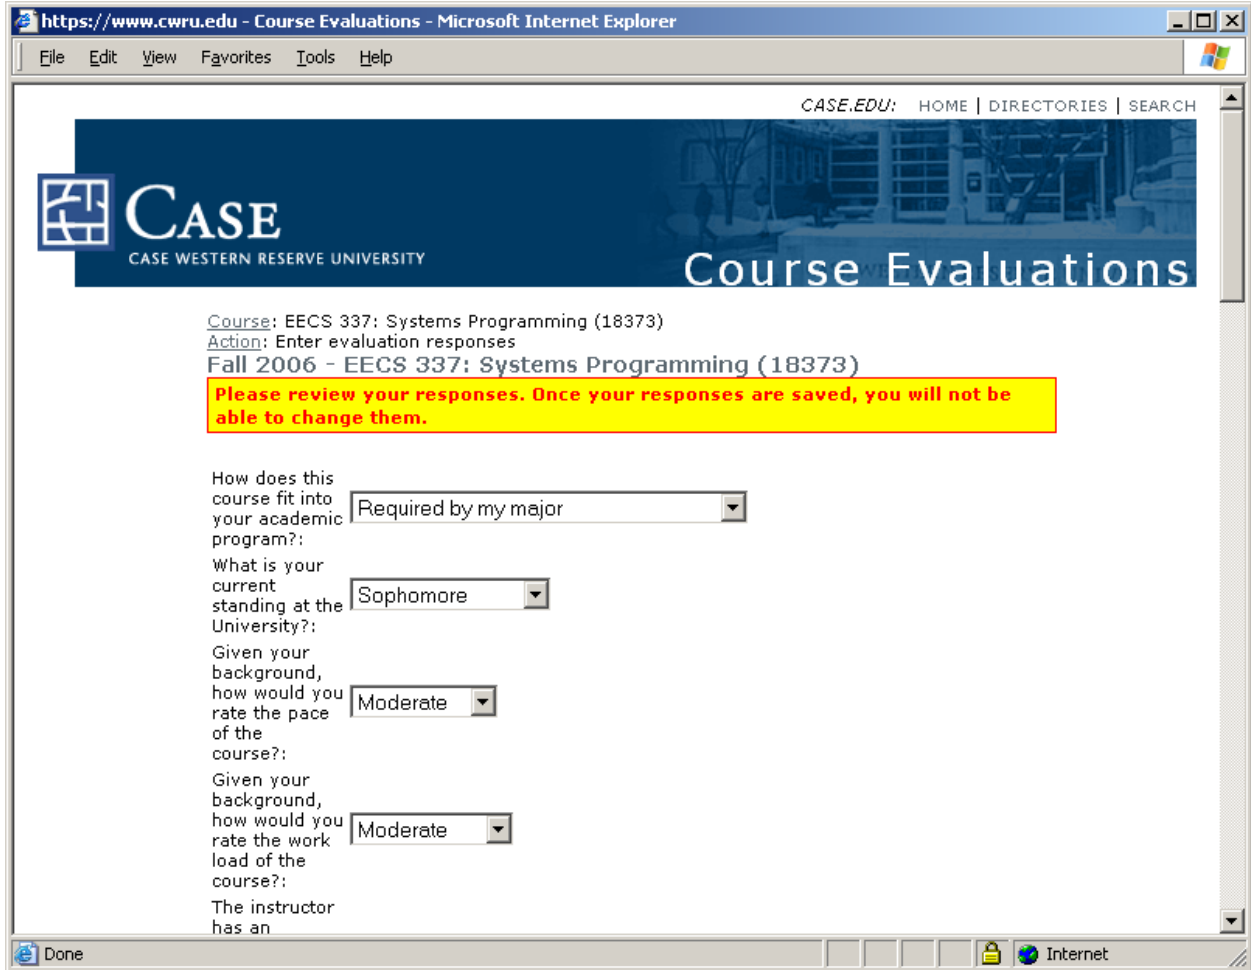 https://www.cwru.edu - Course Evaluations - Microsoft Internet Explorer
File Edit View Favorites Tools Help
CASE.EDU: HOME | DIRECTORIES | SEARCH
CASE
CASE WESTERN RESERVE UNIVERSITY
Course Evaluations
Course: EECS 337: Systems Programming (18373)
Action: Enter evaluation responses
Fall 2006 - EECS 337: Systems Programming (18373)
Please review your responses. Once your responses are saved, you will not be
able to change them.
How does this
course fit into
your academic
program?:
Required by my major
What is your
current
standing at the
University?:
Sophomore
Given your
background,
how would you
rate the pace
of the
course?:
Moderate
Given your
background,
how would you
rate the work
load of the
course?:
Moderate
The instructor
has an
Done
Internet